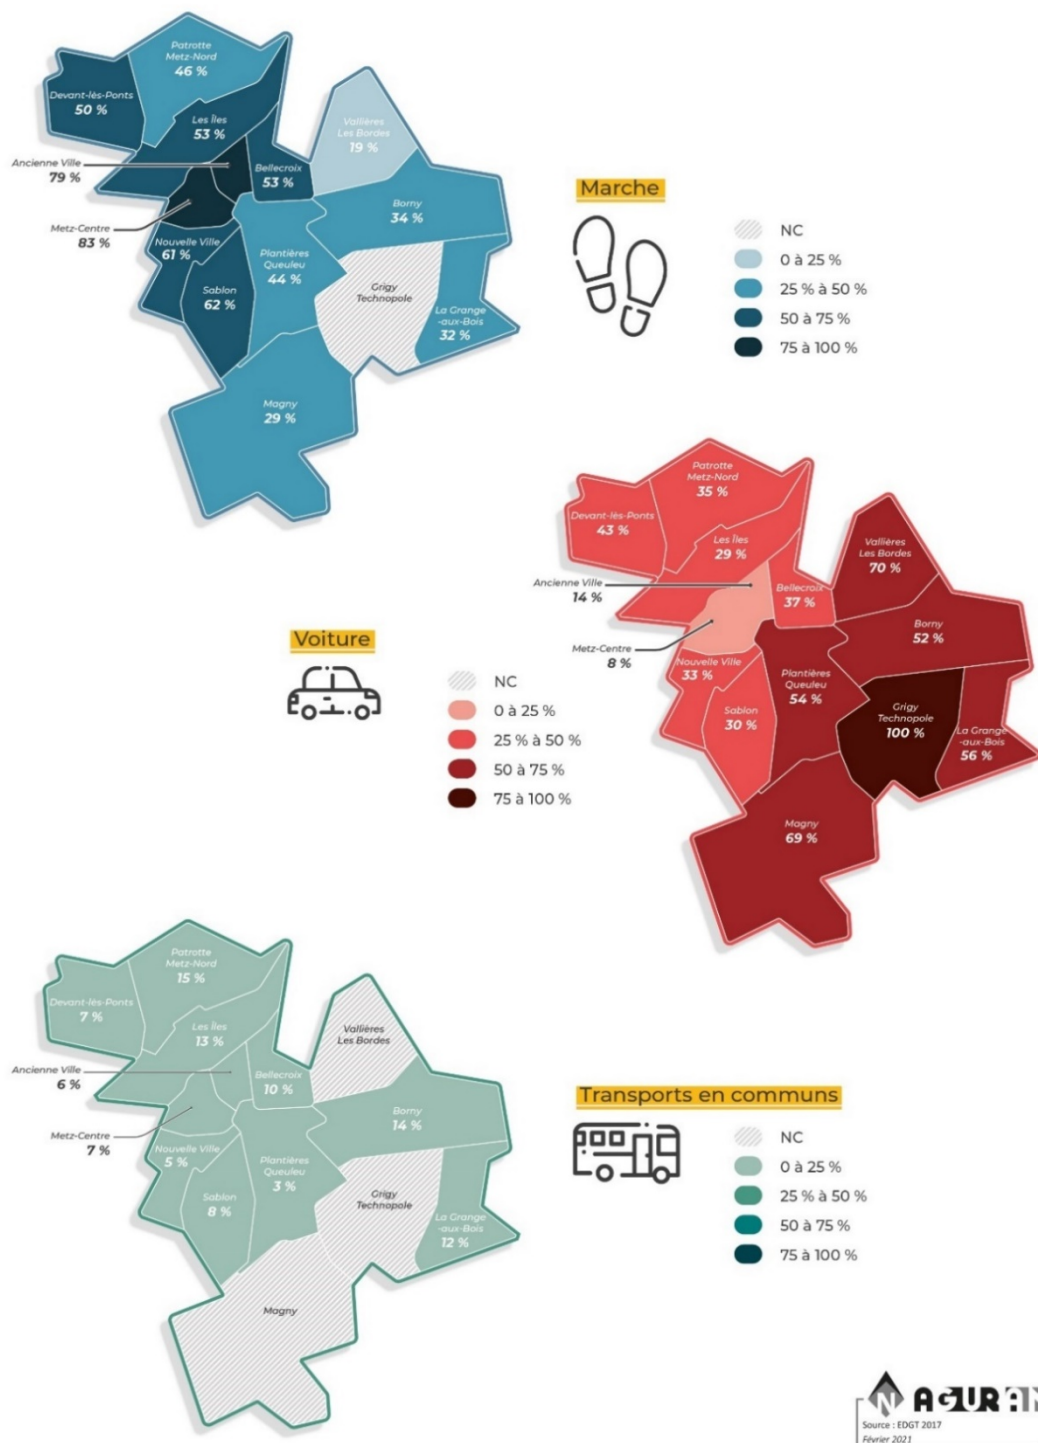 Patrotte
Metz-Nord
46 %
Devant-lès-Ponts
50 %
Les Îles
53 %
Vallières
Les Bordes
19 %
Ancienne Ville
79 %
Bellecroix
53 %
Metz-Centre
83 %
Borny
34 %
Nouvelle Ville
61 %
Plantières
Queuleu
44 %
Sablon
62 %
Grigy
Technopole
La Grange
-aux-Bois
32 %
Magny
29 %
Marche
NC
0 à 25 %
25 % à 50 %
50 à 75 %
75 à 100 %
Patrotte
Metz-Nord
35 %
Devant-lès-Ponts
43 %
Les Îles
29 %
Vallières
Les Bordes
70 %
Ancienne Ville
14 %
Bellecroix
37 %
Metz-Centre
8 %
Borny
52 %
Nouvelle Ville
33 %
Plantières
Queuleu
54 %
Sablon
30 %
Grigy
Technopole
100 %
La Grange
-aux-Bois
56 %
Magny
69 %
Voiture
NC
0 à 25 %
25 % à 50 %
50 à 75 %
75 à 100 %
Patrotte
Metz-Nord
15 %
Devant-lès-Ponts
7 %
Les Îles
13 %
Vallières
Les Bordes
Ancienne Ville
6 %
Bellecroix
10 %
Metz-Centre
7 %
Borny
14 %
Nouvelle Ville
5 %
Plantières
Queuleu
3 %
Sablon
8 %
Grigy
Technopole
La Grange
-aux-Bois
12 %
Magny
Transports en communs
NC
0 à 25 %
25 % à 50 %
50 à 75 %
75 à 100 %
N AGURAN
Source : EDGT 2017
Février 2021